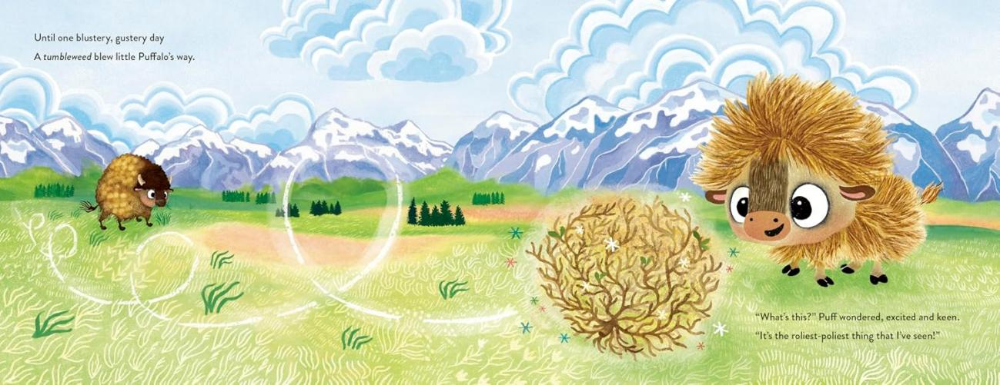 Until one blustery, gustery day
A tumbleweed blew little Puffalo's way.
“What's this?” Puff wondered, excited and keen.
“It's the roliest-poliest thing that I've seen!”